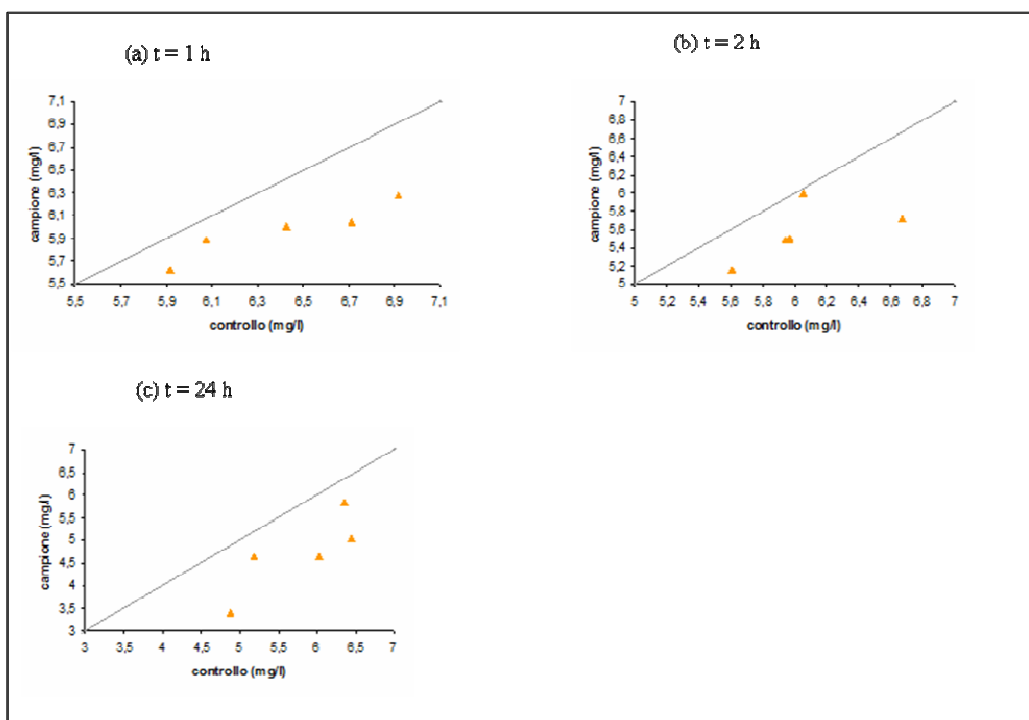 (a) t = 1 h
7,1
6,9
6,7
6,5
6,3
6,1
5,9
5,7
5,5
campione (mg/l)
5,5 5,7 5,9 6,1 6,3 6,5 6,7 6,9 7,1
controllo (mg/l)
(b) t = 2 h
7
6,8
6,6
6,4
6,2
6
5,8
5,6
5,4
5,2
5
campione (mg/l)
5 5,2 5,4 5,6 5,8 6 6,2 6,4 6,6 6,8 7
controllo (mg/l)
(c) t = 24 h
7
6,5
6
5,5
5
4,5
4
3,5
3
campione (mg/l)
3 3,5 4 4,5 5 5,5 6 6,5 7
controllo (mg/l)